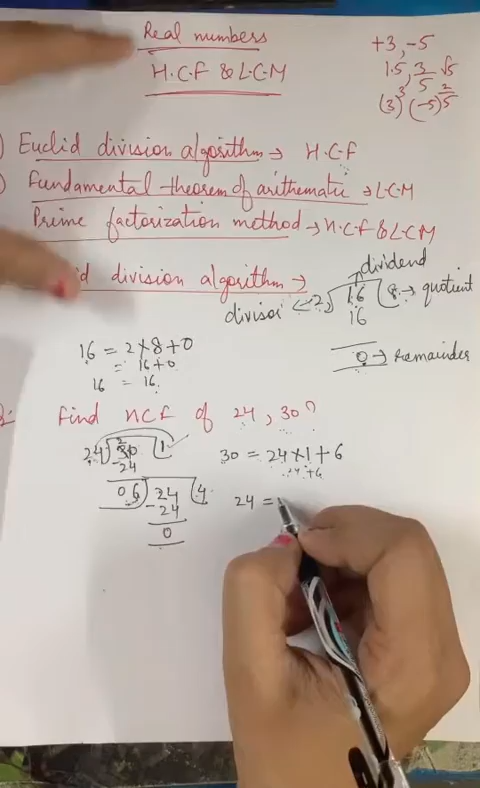 Real numbers
H.C.F & L.C.M
+3, -5
1.5, 3/5 √5
(3)³ (-5)^2/5
) Euclid division algosithm → H.C.F
) Fundamental theorem of arithematic → L.C.M
Prime factorization method → H.C.F & L.C.M
id division algorithm →
dividend
divisor ← 2) 16 ( 8 → quotient
16
0 → Remainder
16 = 2×8+0
= 16+0
16 = 16
Find HCF of 24, 30?
24) 30 ( 1
-24
06) 24 ( 4
-24
0
30 = 24×1+6
24+6
24 =